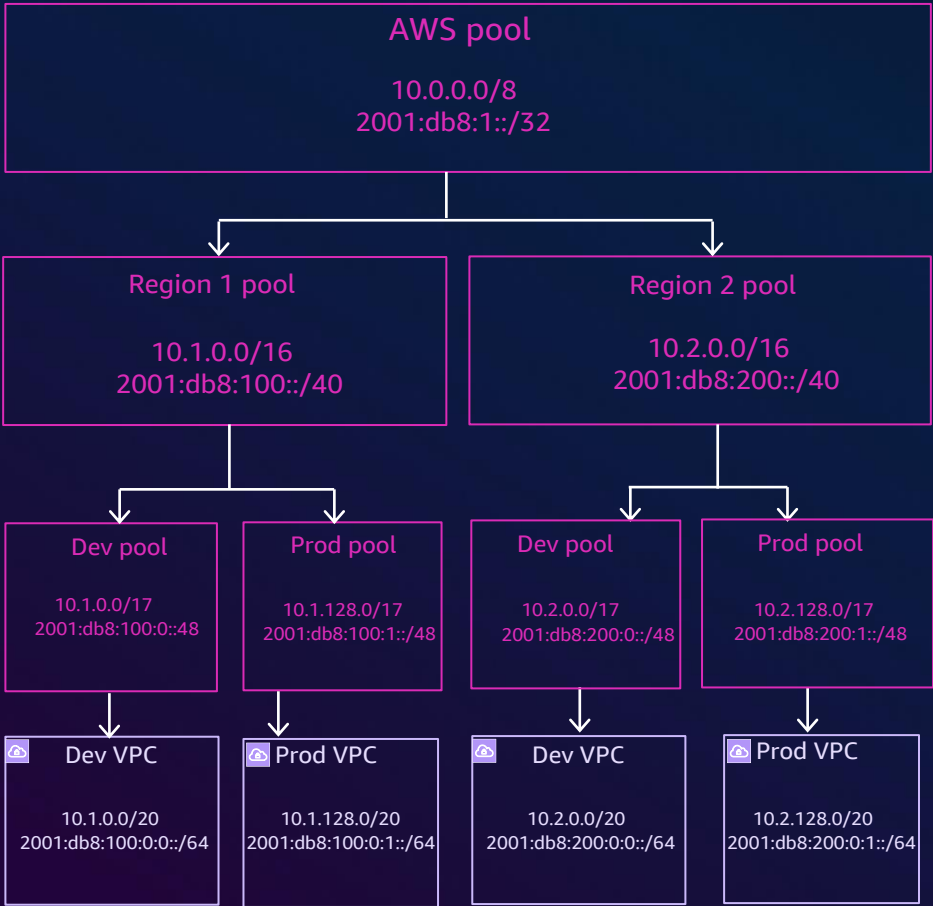 AWS pool
10.0.0.0/8
2001:db8:1::/32
Region 1 pool
10.1.0.0/16
2001:db8:100::/40
Region 2 pool
10.2.0.0/16
2001:db8:200::/40
Dev pool
10.1.0.0/17
2001:db8:100:0::48
Prod pool
10.1.128.0/17
2001:db8:100:1::/48
Dev pool
10.2.0.0/17
2001:db8:200:0::/48
Prod pool
10.2.128.0/17
2001:db8:200:1::/48
Dev VPC
10.1.0.0/20
2001:db8:100:0:0::/64
Prod VPC
10.1.128.0/20
2001:db8:100:0:1::/64
Dev VPC
10.2.0.0/20
2001:db8:200:0:0::/64
Prod VPC
10.2.128.0/20
2001:db8:200:0:1::/64